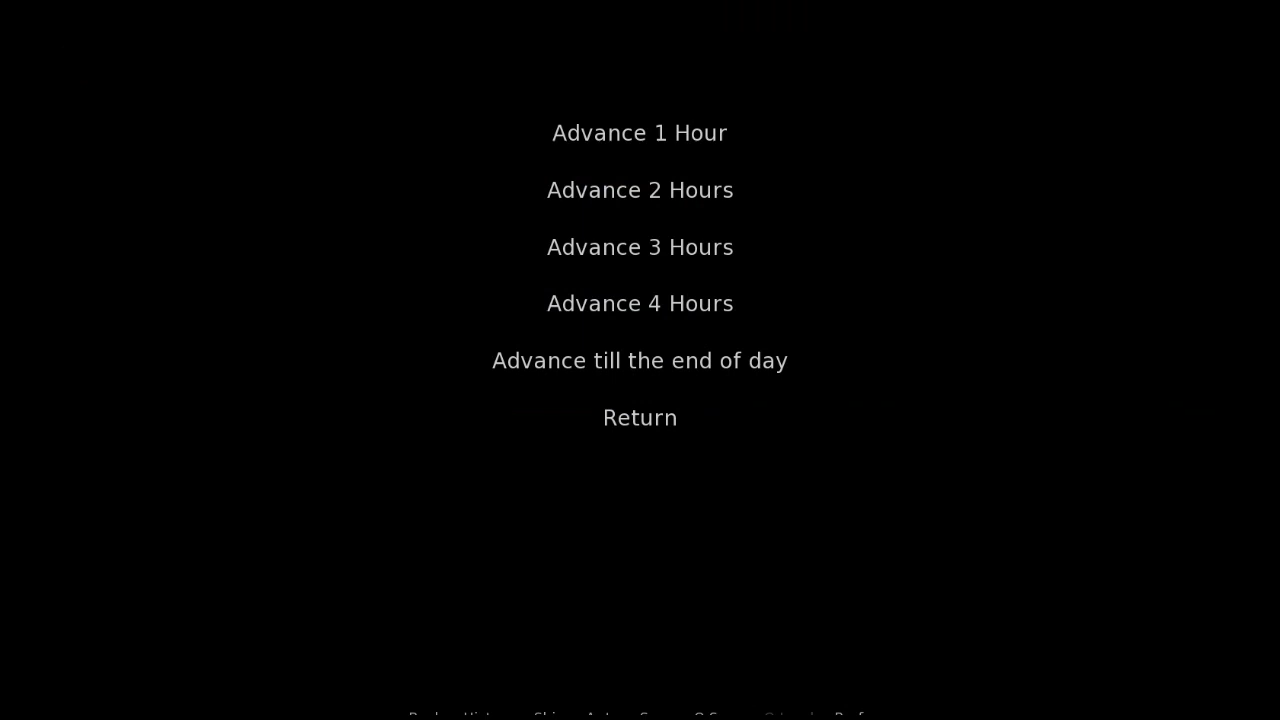 Advance 1 Hour
Advance 2 Hours
Advance 3 Hours
Advance 4 Hours
Advance till the end of day
Return